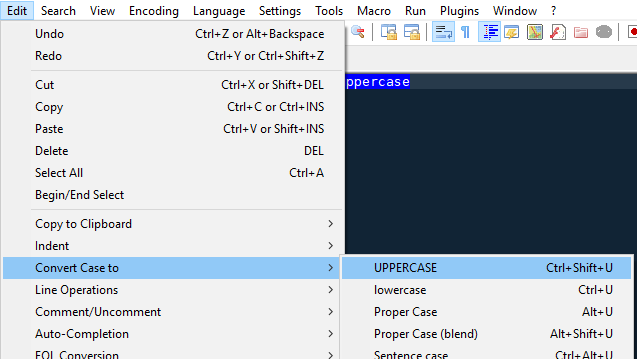 Edit Search View Encoding Language Settings Tools Macro Run Plugins Window ?
Undo Ctrl+Z or Alt+Backspace
Redo Ctrl+Y or Ctrl+Shift+Z
Cut Ctrl+X or Shift+DEL
ppercase
Copy Ctrl+C or Ctrl+INS
Paste Ctrl+V or Shift+INS
Delete DEL
Select All Ctrl+A
Begin/End Select
Copy to Clipboard
Indent
Convert Case to
Line Operations
Comment/Uncomment
Auto-Completion
EOL Conversion
UPPERCASE Ctrl+Shift+U
lowercase Ctrl+U
Proper Case Alt+U
Proper Case (blend) Alt+Shift+U
Sentence case Ctrl+Alt+U